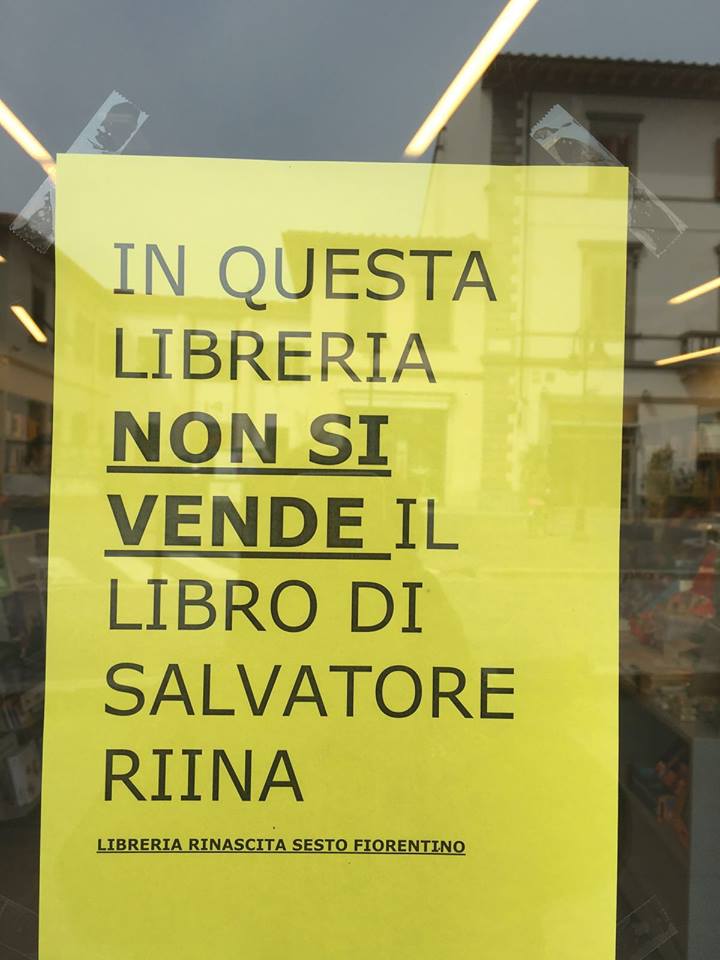 IN QUESTA
LIBRERIA
NON SI
VENDE IL
LIBRO DI
SALVATORE
RIINA
LIBRERIA RINASCITA SESTO FIORENTINO